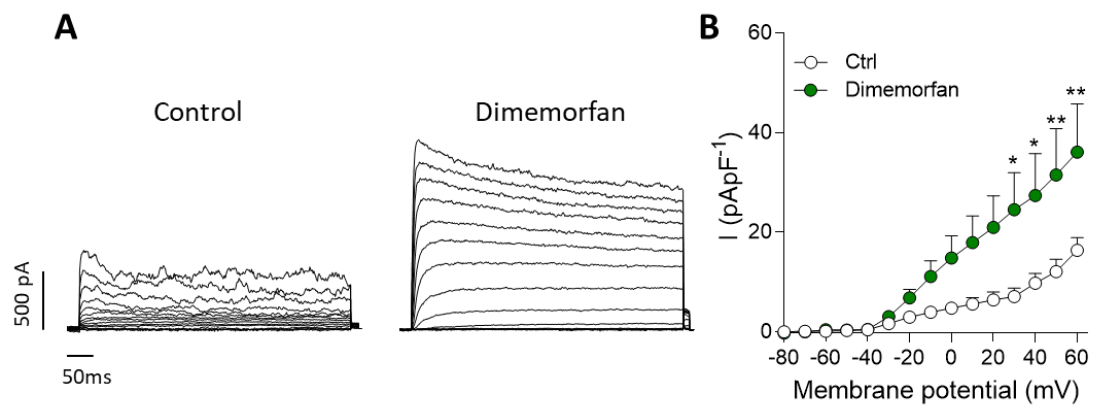 A
Control
Dimemorfan
500 pA
50ms
B
Ctrl
Dimemorfan
I (pApF-1)
60
40
20
0
* * ** **
-80 -60 -40 -20 0 20 40 60
Membrane potential (mV)